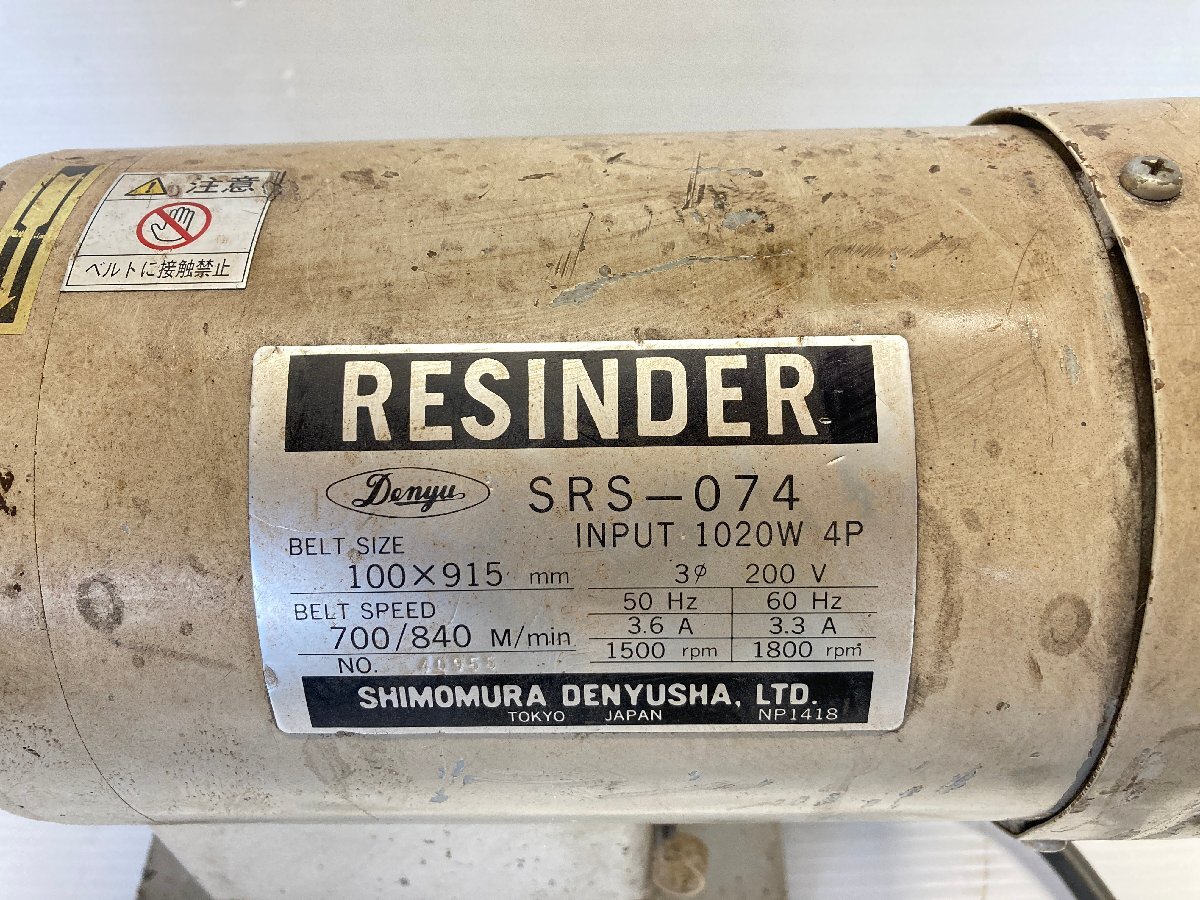 注意
ベルトに接触禁止
RESINDER
Denyu
SRS-074
INPUT 1020W 4P
BELT SIZE
100×915 mm
3φ 200 V
50 Hz 60 Hz
BELT SPEED
3.6 A 3.3 A
700/840 M/min
1500 rpm 1800 rpm
NO.
SHIMOMURA DENYUSHA, LTD.
TOKYO JAPAN NP1418